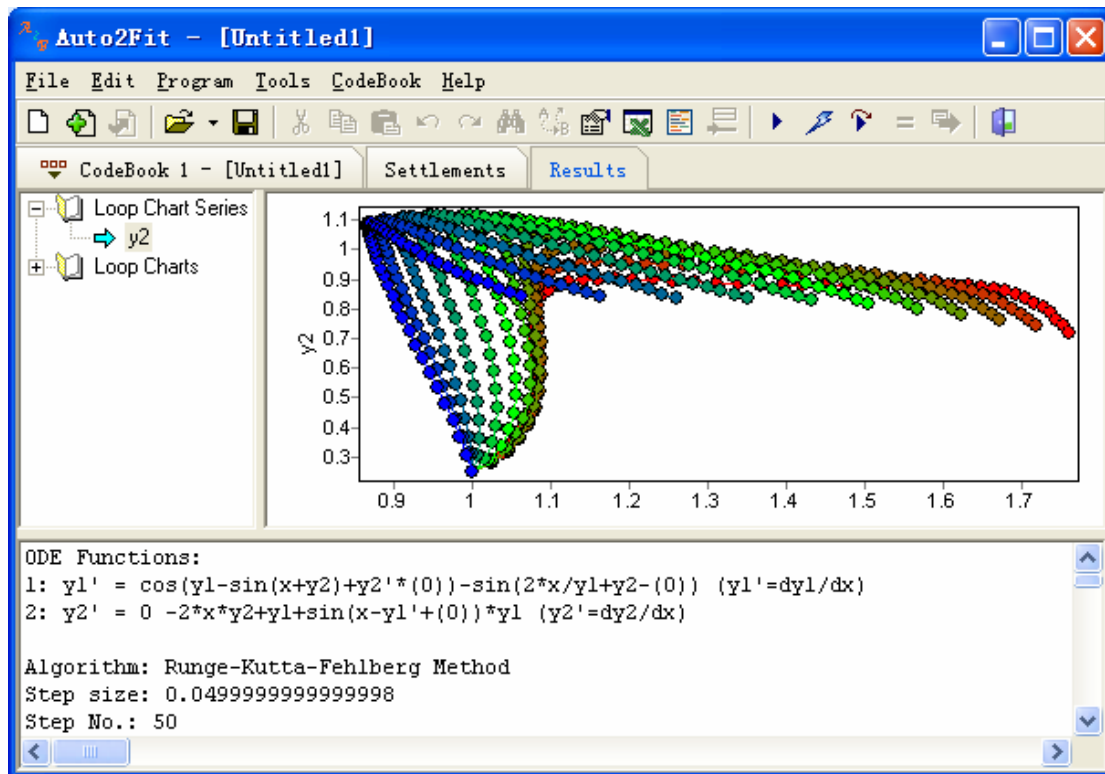 Auto2Fit - [Untitled1]
File Edit Program Tools CodeBook Help
CodeBook 1 - [Untitled1] Settlements Results
Loop Chart Series
y2
Loop Charts
1.1
1
0.9
0.8
0.7
0.6
0.5
0.4
0.3
y2
0.9 1 1.1 1.2 1.3 1.4 1.5 1.6 1.7
ODE Functions:
1: y1' = cos(y1-sin(x+y2)+y2'*(0))-sin(2*x/y1+y2-(0)) (y1'=dy1/dx)
2: y2' = 0 -2*x*y2+y1+sin(x-y1'+(0))*y1 (y2'=dy2/dx)
Algorithm: Runge-Kutta-Fehlberg Method
Step size: 0.0499999999999998
Step No.: 50